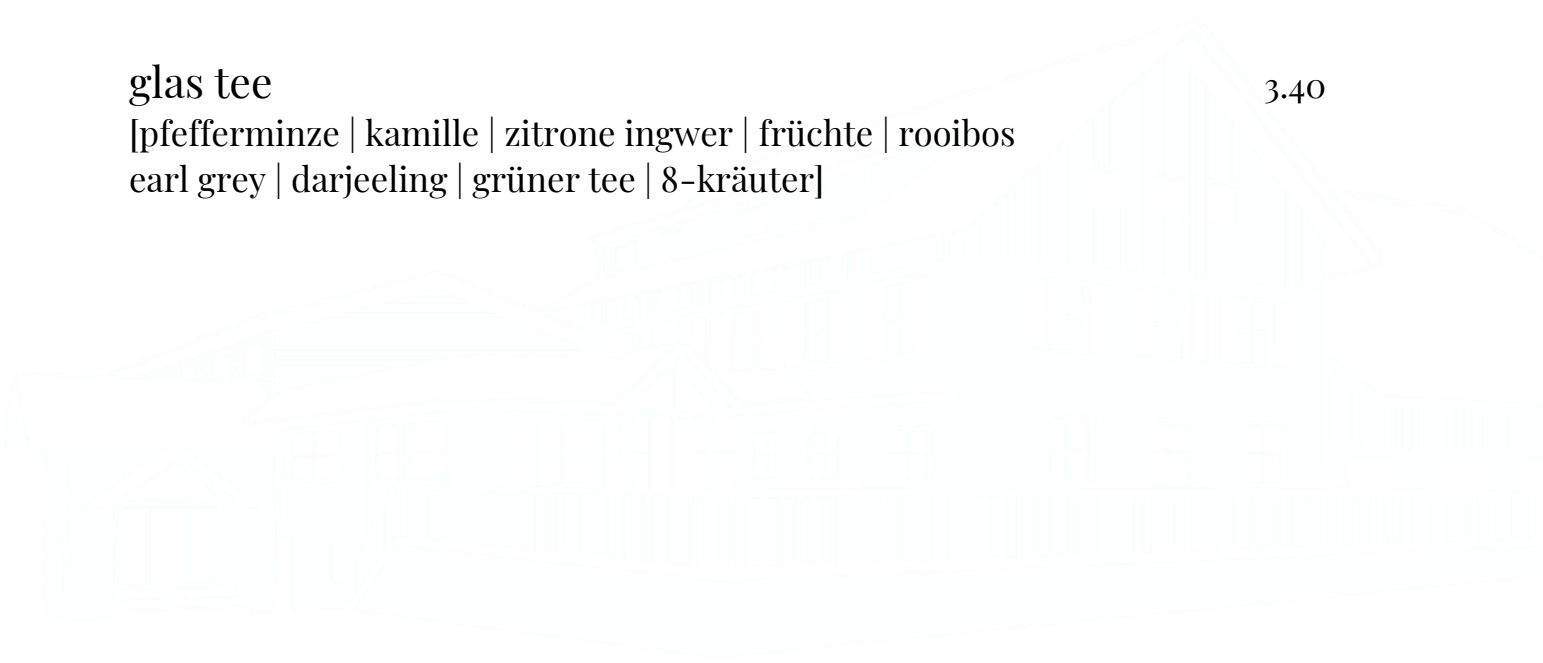 glas tee 3.40
[pfefferminze | kamille | zitrone ingwer | früchte | rooibos
earl grey | darjeeling | grüner tee | 8-kräuter]